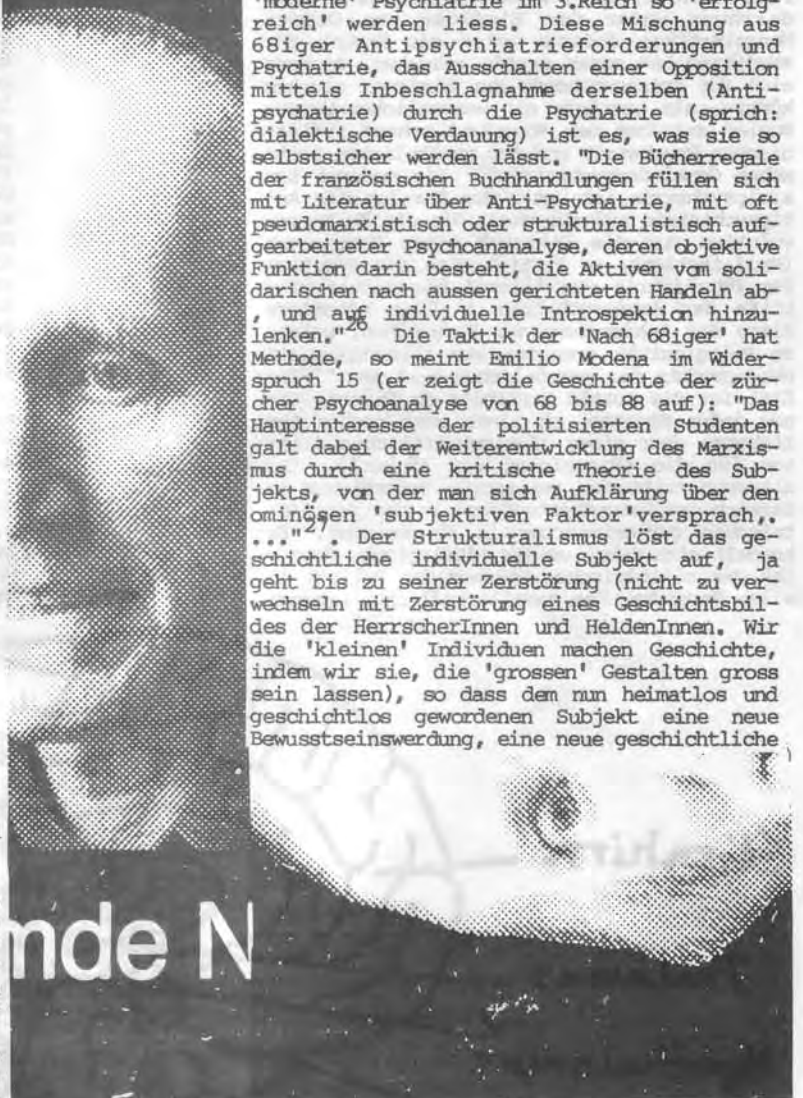 'moderne' Psychiatrie im 3.Reich so 'erfolg-
reich' werden liess. Diese Mischung aus
68iger Antipsychiatrieforderungen und
Psychatrie, das Ausschalten einer Opposition
mittels Inbeschlagnahme derselben (Anti-
psychatrie) durch die Psychatrie (sprich:
dialektische Verdauung) ist es, was sie so
selbstsicher werden lässt. "Die Bücherregale
der französischen Buchhandlungen füllen sich
mit Literatur über Anti-Psychatrie, mit oft
pseudomarxistisch oder strukturalistisch auf-
gearbeiteter Psychoananalyse, deren objektive
Funktion darin besteht, die Aktiven vom soli-
darischen nach aussen gerichteten Handeln ab-
, und auf individuelle Introspektion hinzu-
lenken."26 Die Taktik der 'Nach 68iger' hat
Methode, so meint Emilio Modena im Wider-
spruch 15 (er zeigt die Geschichte der zür-
cher Psychoanalyse von 68 bis 88 auf): "Das
Hauptinteresse der politisierten Studenten
galt dabei der Weiterentwicklung des Marxis-
mus durch eine kritische Theorie des Sub-
jekts, von der man sich Aufklärung über den
ominösen 'subjektiven Faktor'versprach,.
..."27. Der Strukturalismus löst das ge-
schichtliche individuelle Subjekt auf, ja
geht bis zu seiner Zerstörung (nicht zu ver-
wechseln mit Zerstörung eines Geschichtsbil-
des der HerrscherInnen und HeldenInnen. Wir
die 'kleinen' Individuen machen Geschichte,
indem wir sie, die 'grossen' Gestalten gross
sein lassen), so dass dem nun heimatlos und
geschichtlos gewordenen Subjekt eine neue
Bewusstseinswerdung, eine neue geschichtliche
mde N